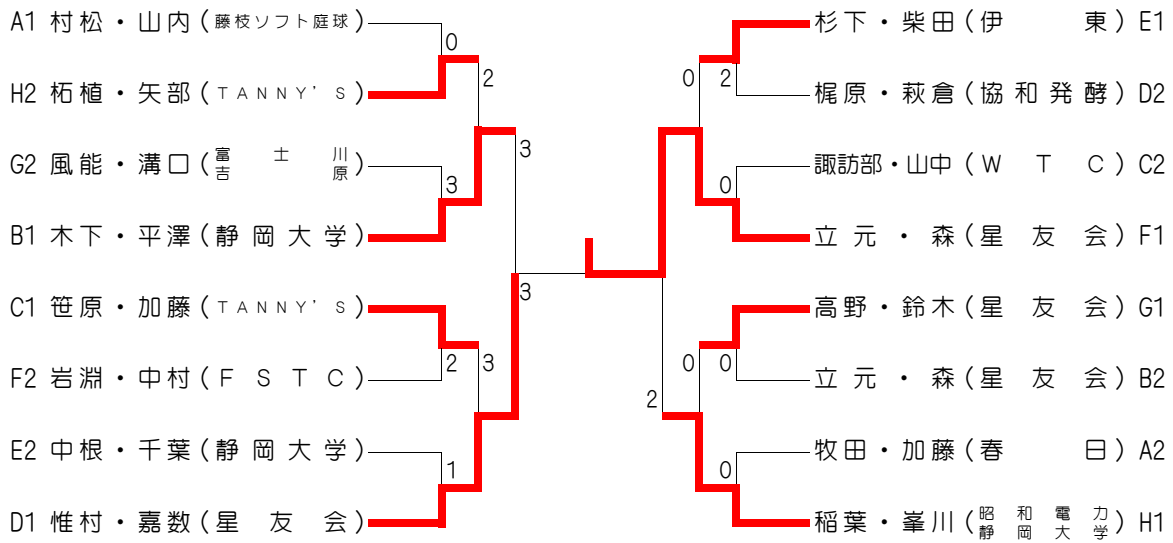 A1 村松・山内(藤枝ソフト庭球)
0
H2 柘植・矢部(TANNY'S)
2
G2 風能・溝口(富士川吉原)
3
3
B1 木下・平澤(静岡大学)
3
C1 笹原・加藤(TANNY'S)
2
3
F2 岩淵・中村(FSTC)
E2 中根・千葉(静岡大学)
1
D1 惟村・嘉数(星友会)
杉下・柴田(伊東)E1
0
2
梶原・萩倉(協和発酵)D2
諏訪部・山中(WTC)C2
0
立元・森(星友会)F1
高野・鈴木(星友会)G1
0
0
立元・森(星友会)B2
2
牧田・加藤(春日)A2
0
稲葉・峯川(昭和電力静岡大学)H1